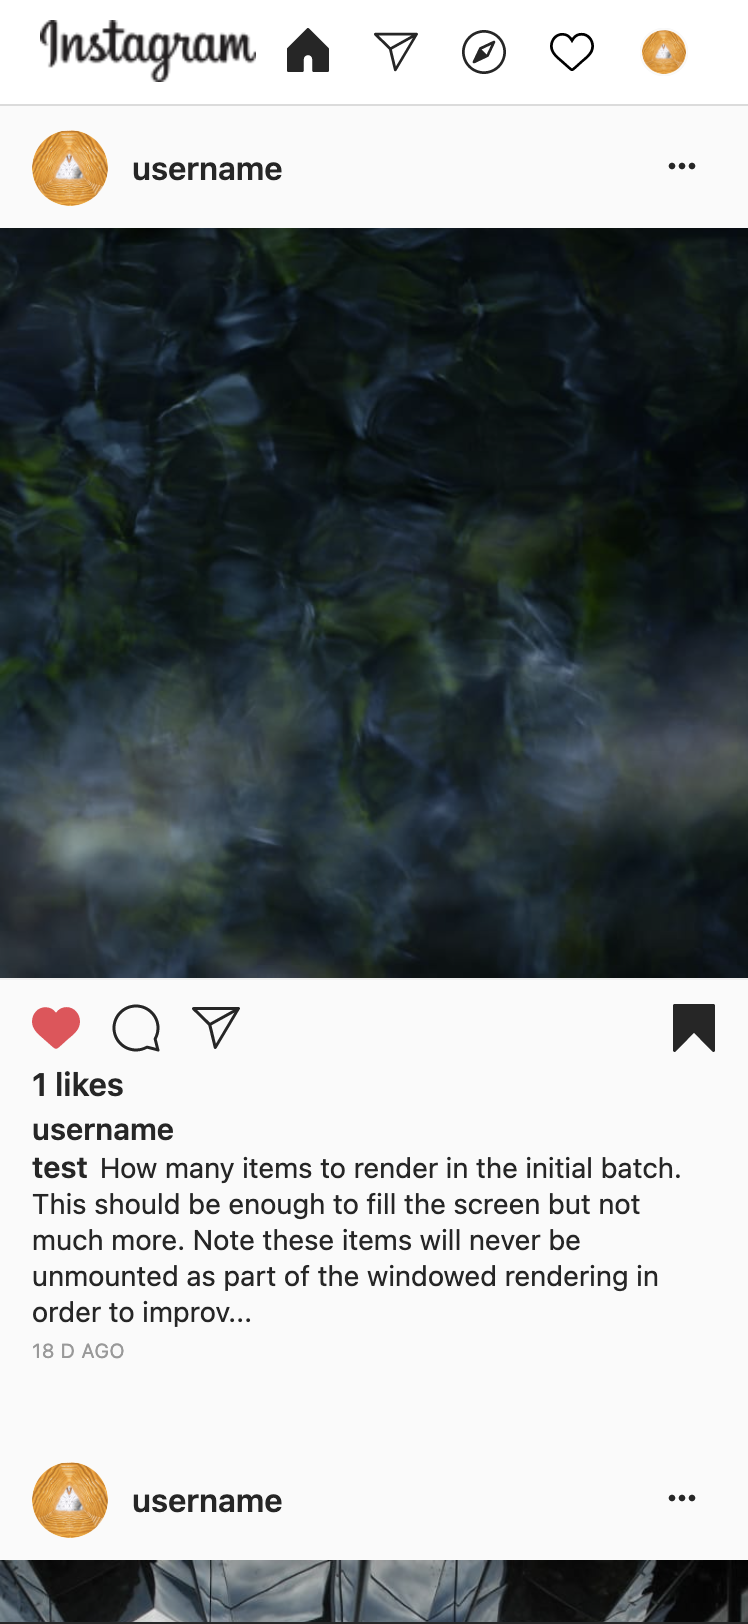 Instagram
username
1 likes
username
test How many items to render in the initial batch.
This should be enough to fill the screen but not
much more. Note these items will never be
unmounted as part of the windowed rendering in
order to improv...
18 D AGO
username